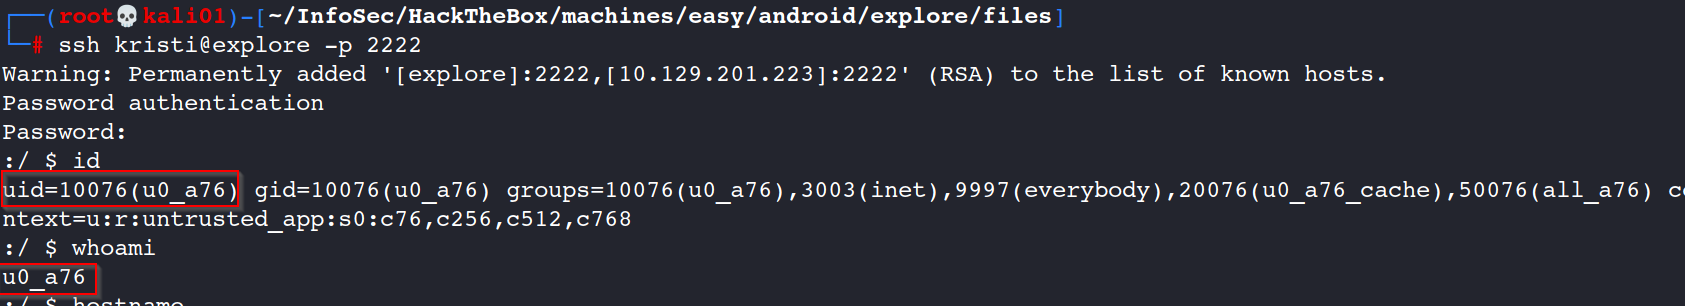 ┌──(root💀kali01)-[~/InfoSec/HackTheBox/machines/easy/android/explore/files]
└─# ssh kristi@explore -p 2222
Warning: Permanently added '[explore]:2222,[10.129.201.223]:2222' (RSA) to the list of known hosts.
Password authentication
Password:
:/ $ id
uid=10076(u0_a76) gid=10076(u0_a76) groups=10076(u0_a76),3003(inet),9997(everybody),20076(u0_a76_cache),50076(all_a76) co
ntext=u:r:untrusted_app:s0:c76,c256,c512,c768
:/ $ whoami
u0_a76
:/ $ hostname